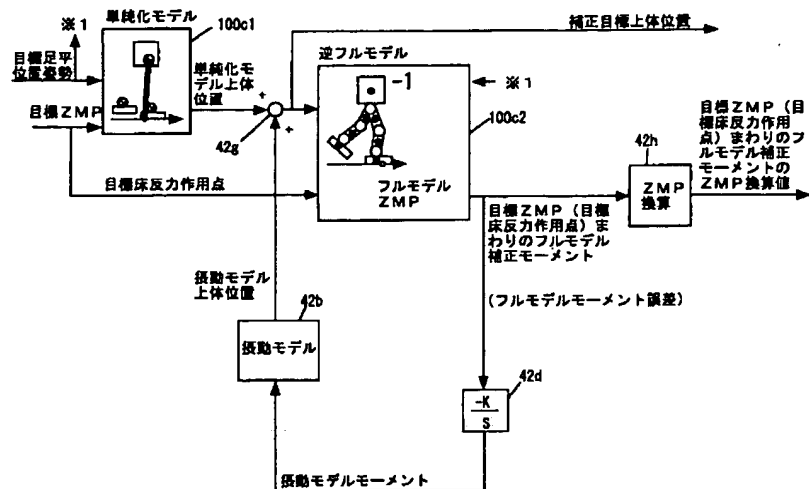 単純化モデル
※1
100c1
目標足平
位置姿勢
目標ZMP
単純化モ
デル上体
位置
+
+
42g
補正目標上体位置
逆フルモデル
-1
※1
100c2
フルモデル
ZMP
目標床反力作用点
42h
ZMP
換算
目標ZMP(目
標床反力作用
点)まわりのフ
ルモデル補正
モーメントの
ZMP換算値
目標ZMP(目標
床反力作用点)ま
わりのフルモデル
補正モーメント
(フルモデルモーメント誤差)
摂動モデル
上体位置
42b
摂動モデル
42d
-K
S
摂動モデルモーメント